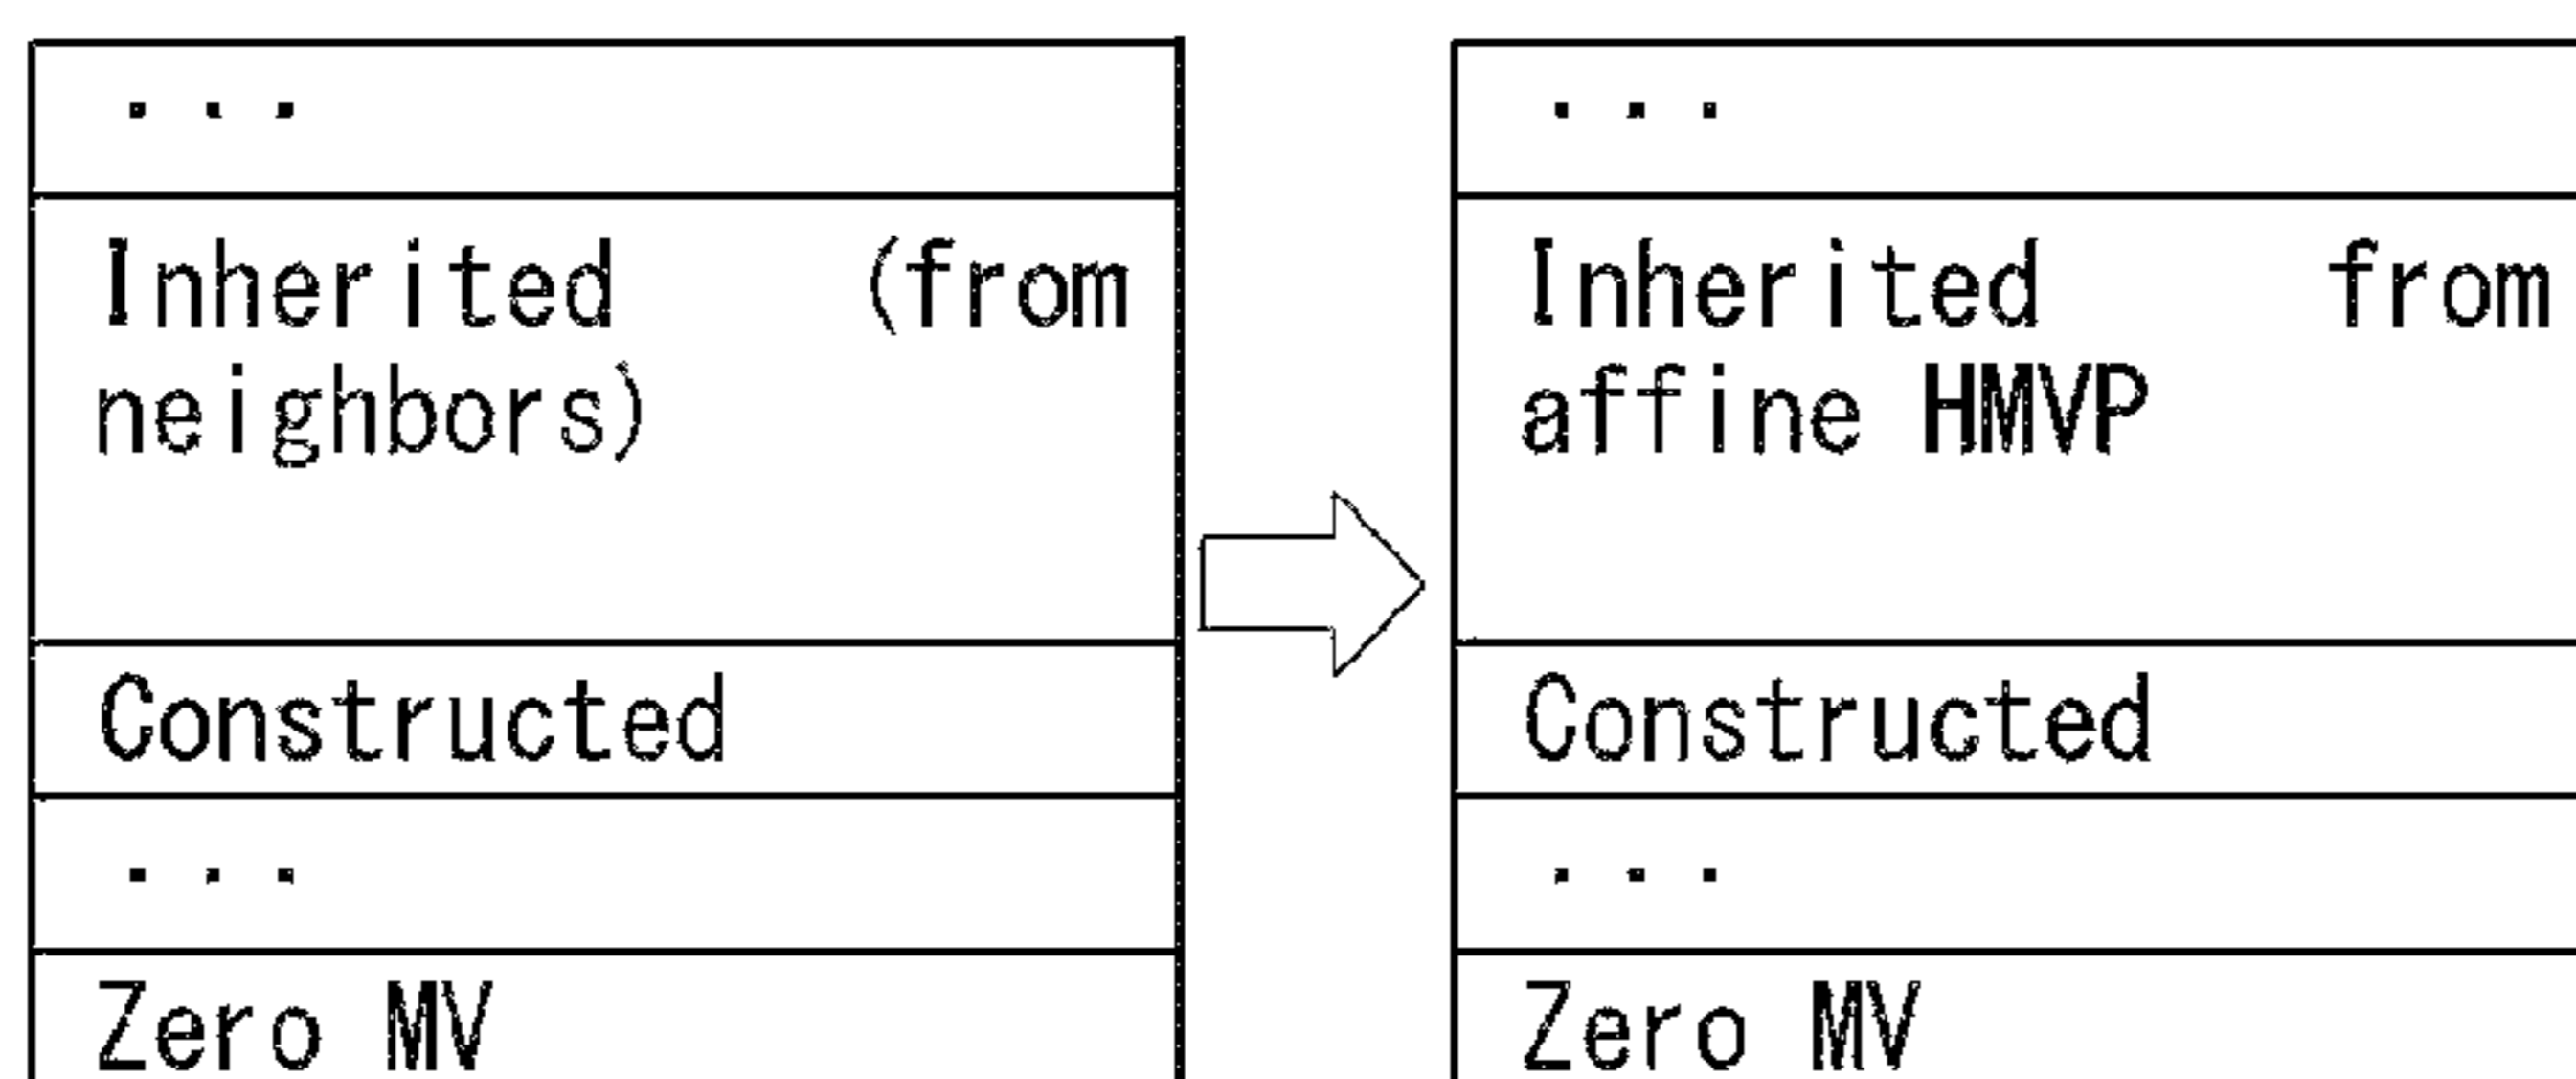 ...
Inherited (from
neighbors)
Constructed
...
Zero MV
...
Inherited from
affine HMVP
Constructed
...
Zero MV